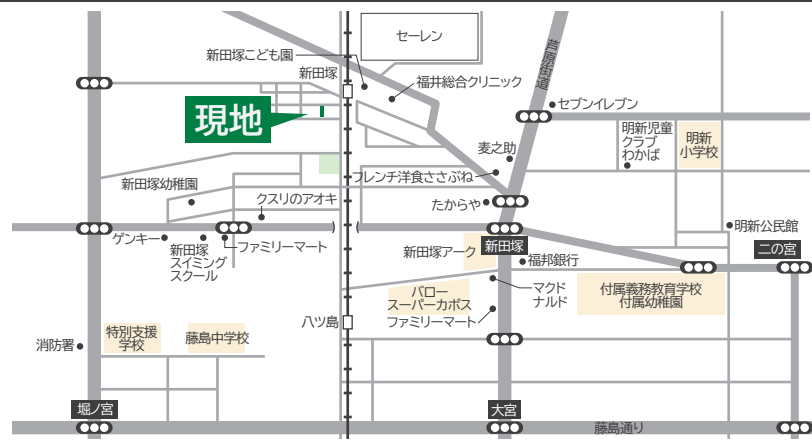 セーレン
新田塚こども園
新田塚
福井総合クリニック
芦原街道
セブンイレブン
現地
明新児童
クラブ
わかば
明新
小学校
麦之助
フレンチ洋食ささぶね
新田塚幼稚園
クスリのアオキ
たからや
ゲンキー
新田塚
スイミング
スクール
ファミリーマート
新田塚アーク
新田塚
福邦銀行
明新公民館
二の宮
バロー
スーパーカボス
ファミリーマート
マクド
ナルド
付属義務教育学校
付属幼稚園
八ツ島
消防署
特別支援
学校
藤島中学校
堀ノ宮
大宮
藤島通り